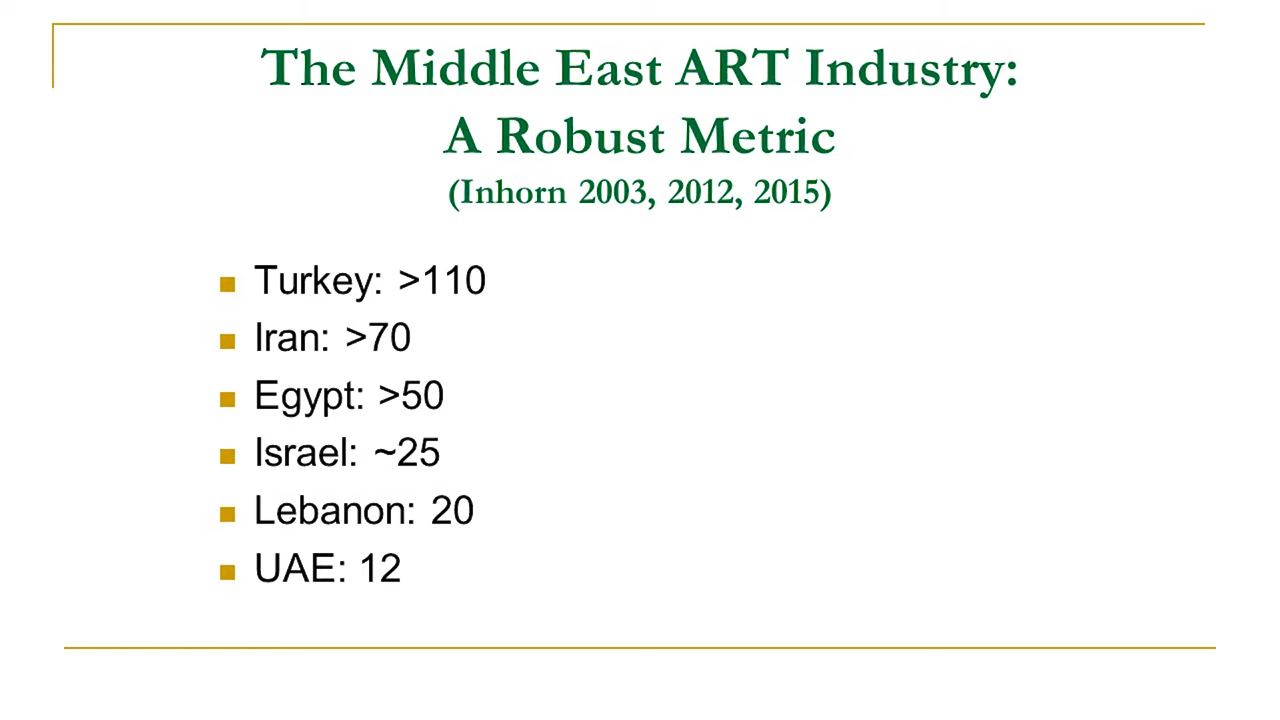 The Middle East ART Industry:
A Robust Metric
(Inhorn 2003, 2012, 2015)
Turkey: >110
Iran: >70
Egypt: >50
Israel: ~25
Lebanon: 20
UAE: 12